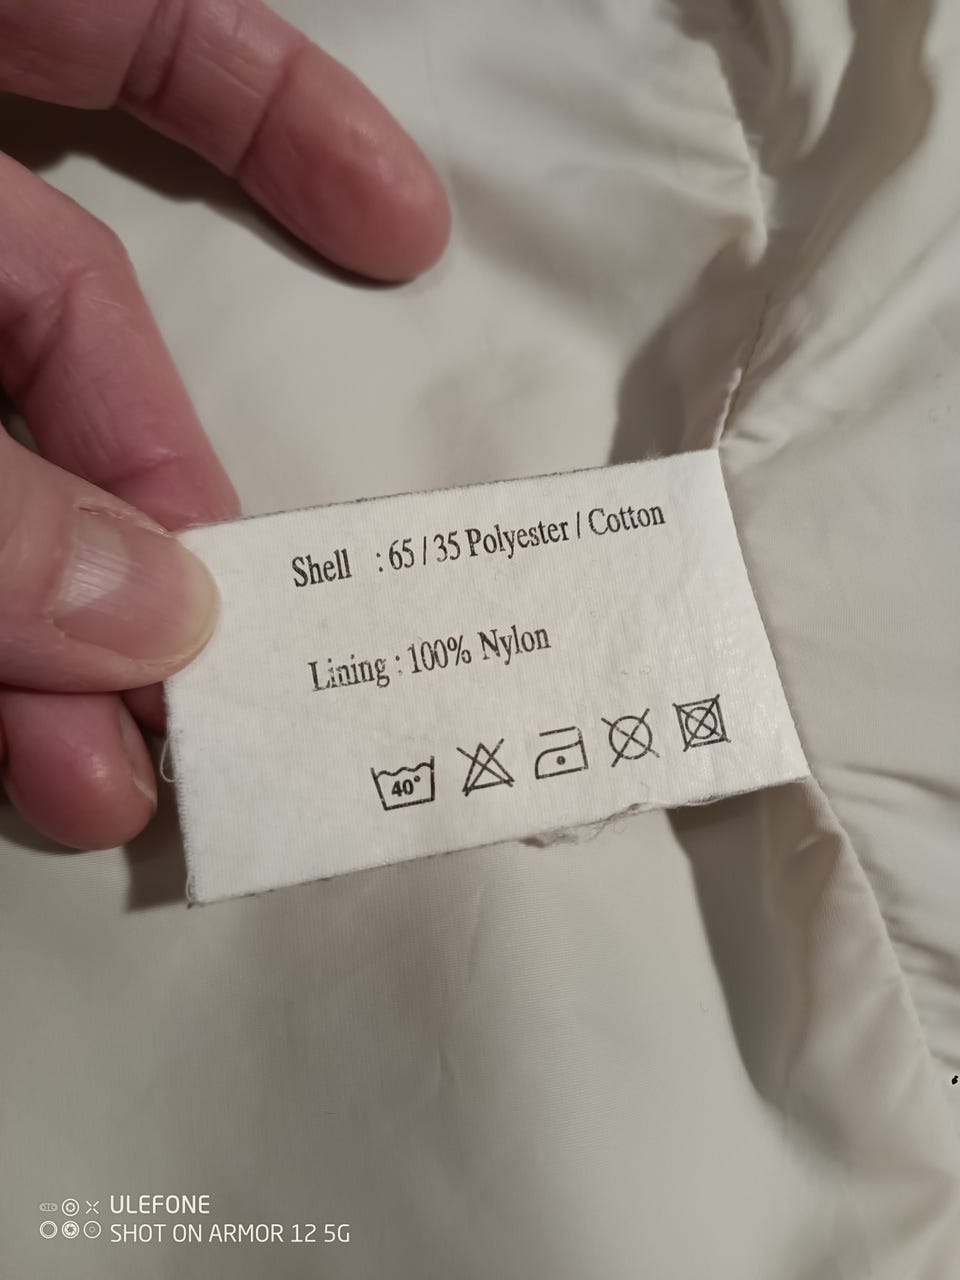 Shell : 65 / 35 Polyester / Cotton
Lining : 100% Nylon
40°
ULEFONE
SHOT ON ARMOR 12 5G